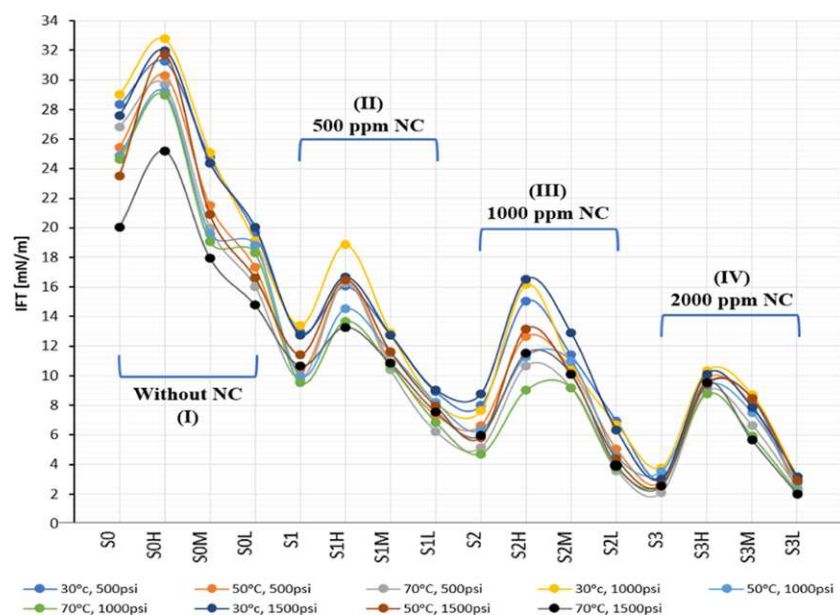 34
32
30
28
26
24
22
20
18
16
14
12
10
8
6
4
2
0
IFT [mN/m]
(II)
500 ppm NC
(III)
1000 ppm NC
(IV)
2000 ppm NC
Without NC
(I)
S0
S0H
S0M
S0L
S1
S1H
S1M
S1L
S2
S2H
S2M
S2L
S3
S3H
S3M
S3L
30°c, 500psi
50°C, 500psi
70°C, 500psi
30°c, 1000psi
50°C, 1000psi
70°C, 1000psi
30°c, 1500psi
50°C, 1500psi
70°C, 1500psi